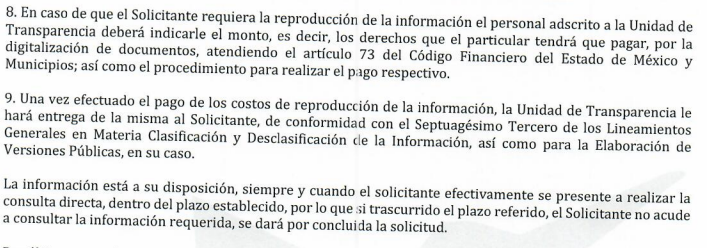 8. En caso de que el Solicitante requiera la reproducción de la información el personal adscrito a la Unidad de
Transparencia deberá indicarle el monto, es decir, los derechos que el particular tendrá que pagar, por la
digitalización de documentos, atendiendo el artículo 73 del Código Financiero del Estado de México y
Municipios; así como el procedimiento para realizar el pago respectivo.
9. Una vez efectuado el pago de los costos de reproducción de la información, la Unidad de Transparencia le
hará entrega de la misma al Solicitante, de conformidad con el Septuagésimo Tercero de los Lineamientos
Generales en Materia Clasificación y Desclasificación de la Información, así como para la Elaboración de
Versiones Públicas, en su caso.
La información está a su disposición, siempre y cuando el solicitante efectivamente se presente a realizar la
consulta directa, dentro del plazo establecido, por lo que si trascurrido el plazo referido, el Solicitante no acude
a consultar la información requerida, se dará por concluida la solicitud.